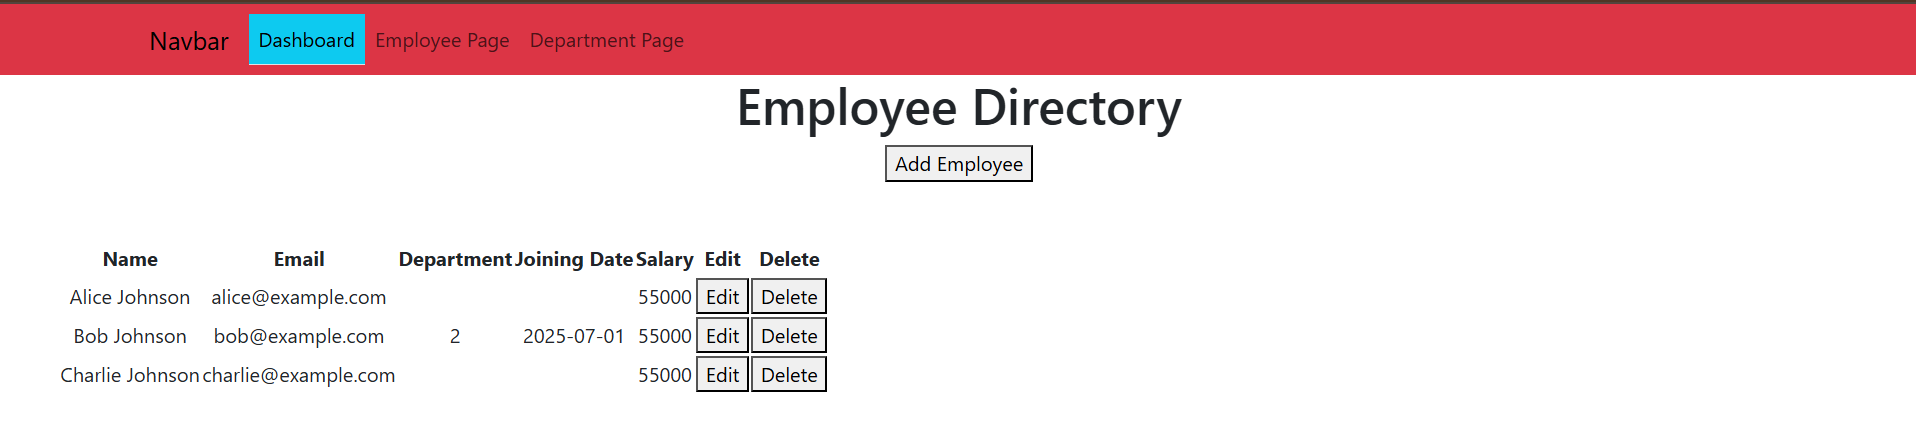 Navbar Dashboard Employee Page Department Page
Employee Directory
Add Employee
Name Email Department Joining Date Salary Edit Delete
Alice Johnson alice@example.com 55000 Edit Delete
Bob Johnson bob@example.com 2 2025-07-01 55000 Edit Delete
Charlie Johnson charlie@example.com 55000 Edit Delete